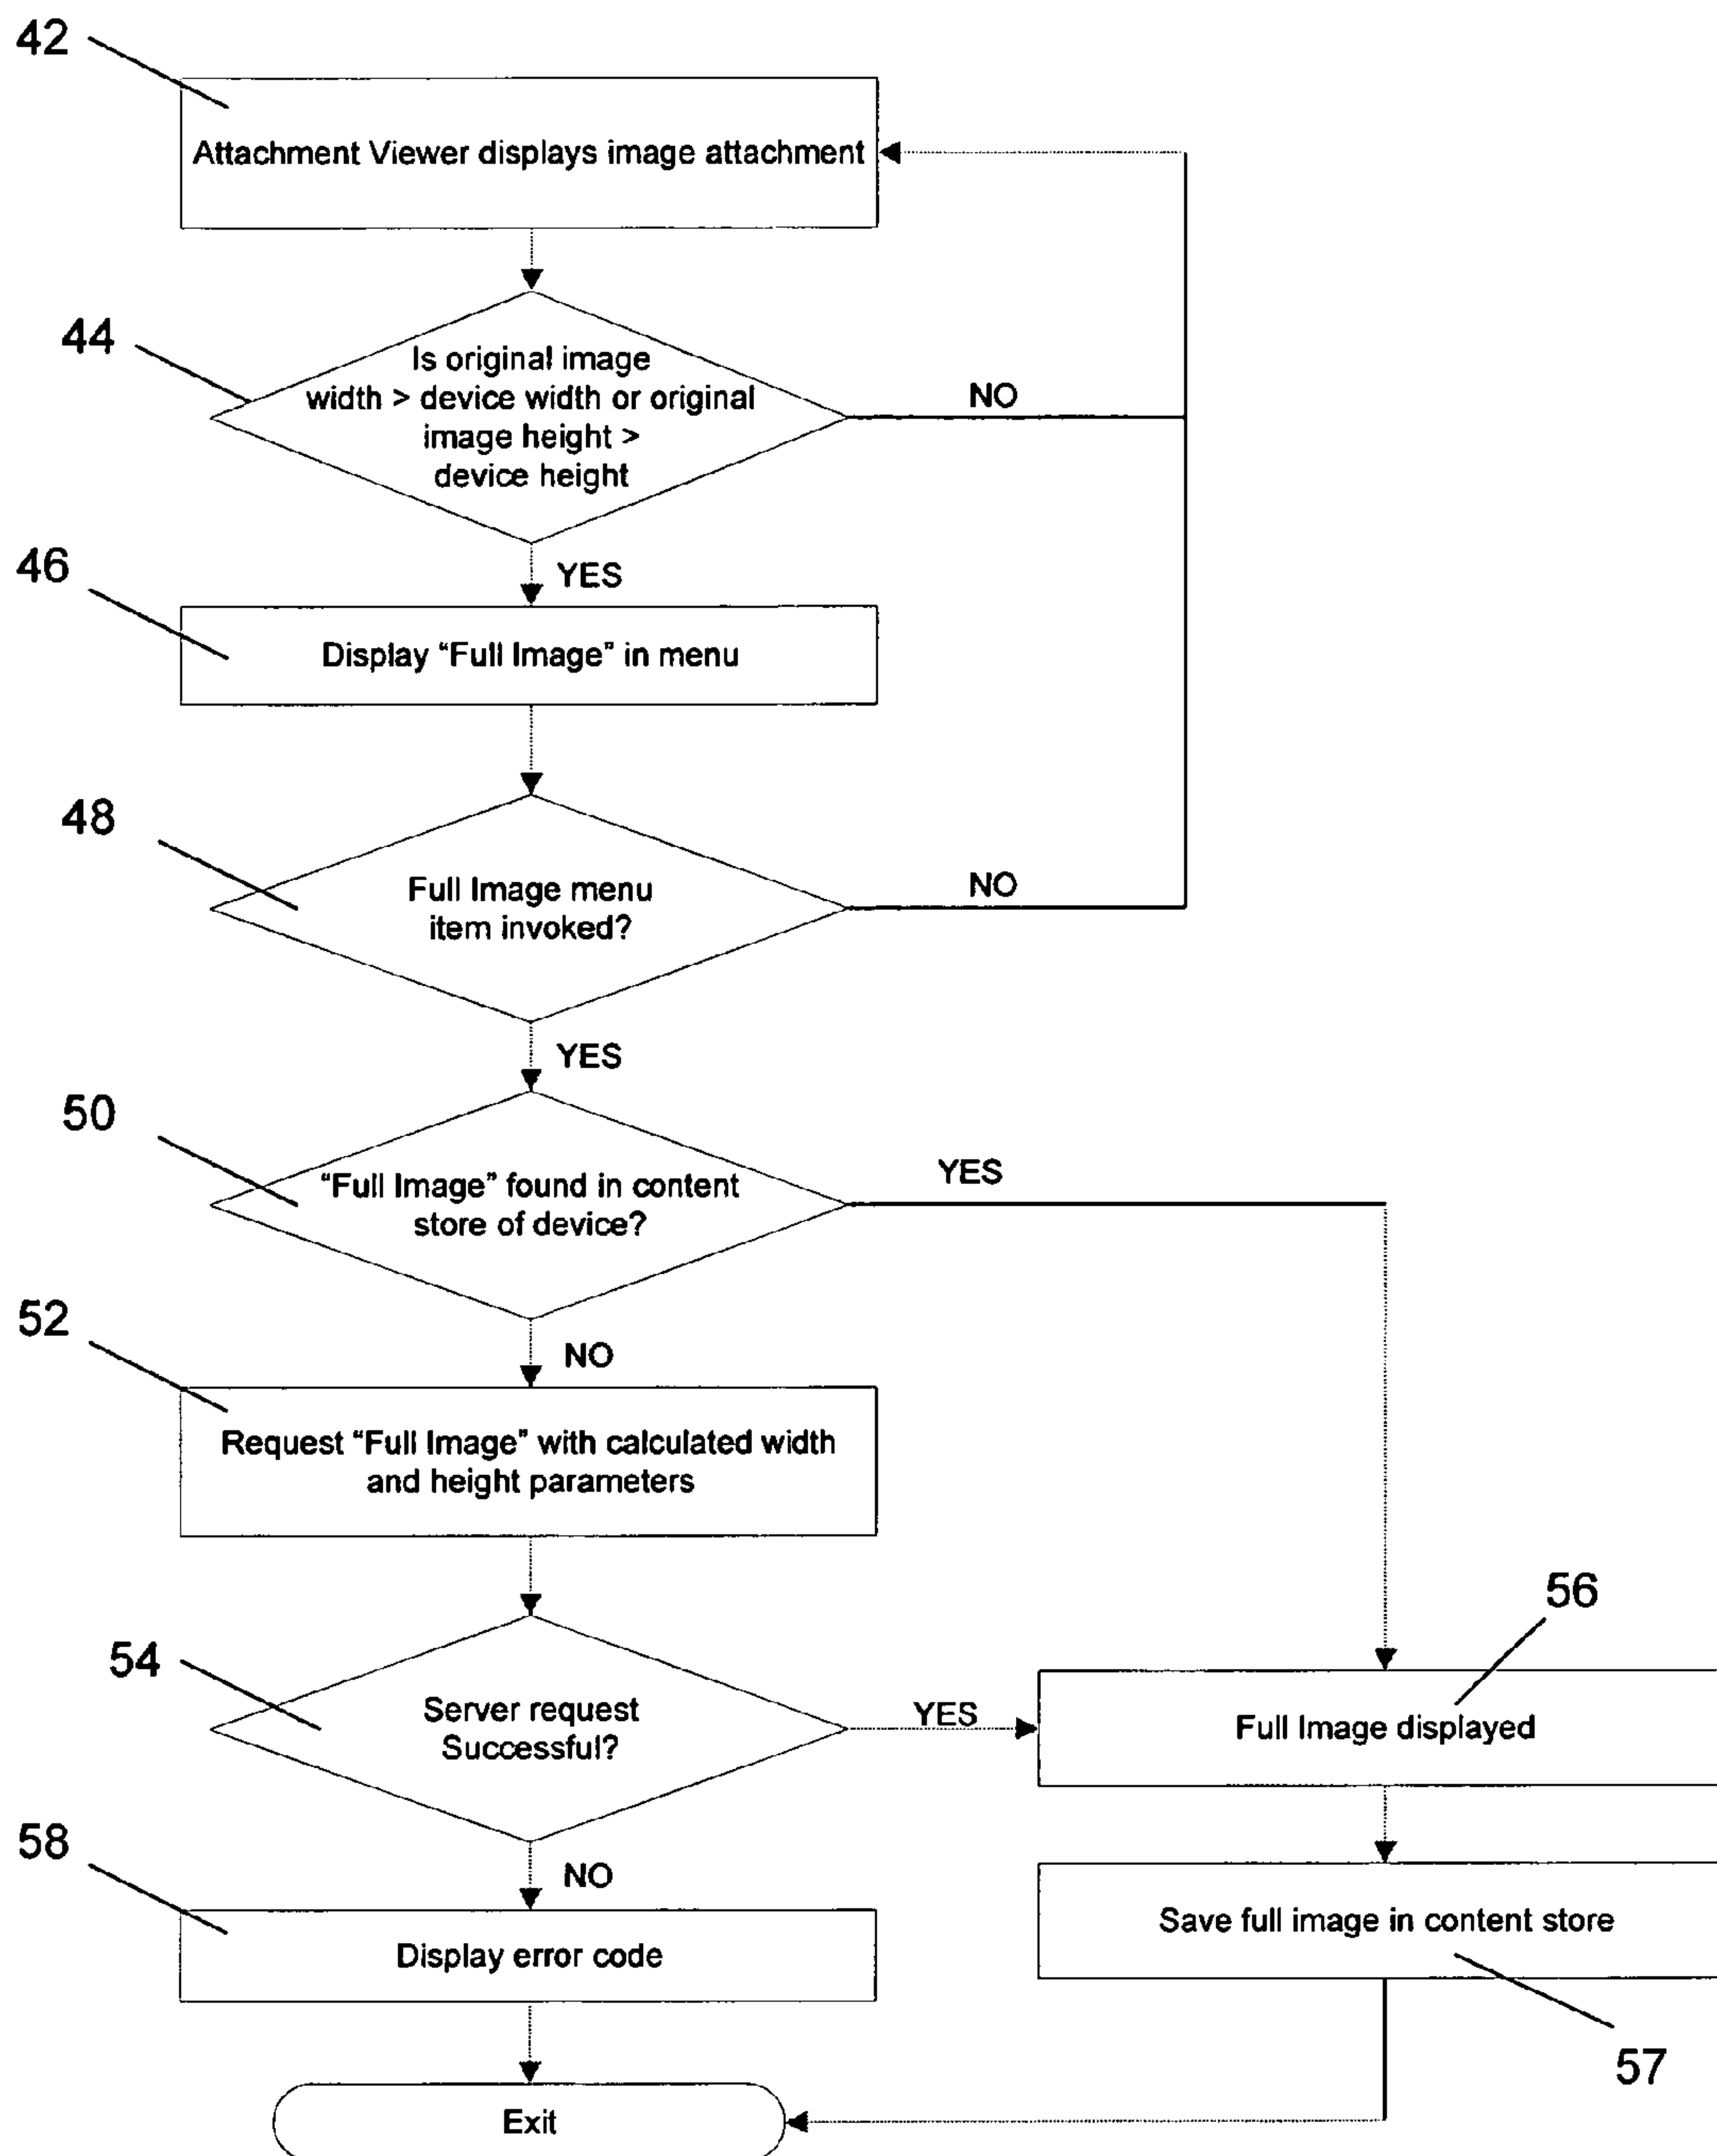 42
Attachment Viewer displays image attachment
44
Is original image
width > device width or original
image height >
device height
NO
YES
46
Display “Full Image” in menu
48
Full Image menu
item invoked?
NO
YES
50
“Full Image” found in content
store of device?
YES
NO
52
Request “Full Image” with calculated width
and height parameters
54
Server request
Successful?
YES
56
Full Image displayed
NO
58
Display error code
Save full image in content store
57
Exit